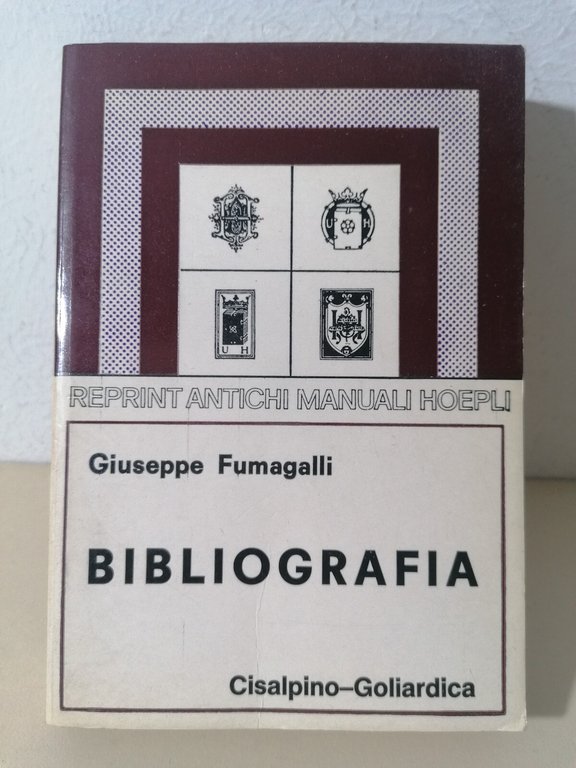 U H
U H
REPRINT ANTICHI MANUALI HOEPLI
Giuseppe Fumagalli
BIBLIOGRAFIA
Cisalpino-Goliardica